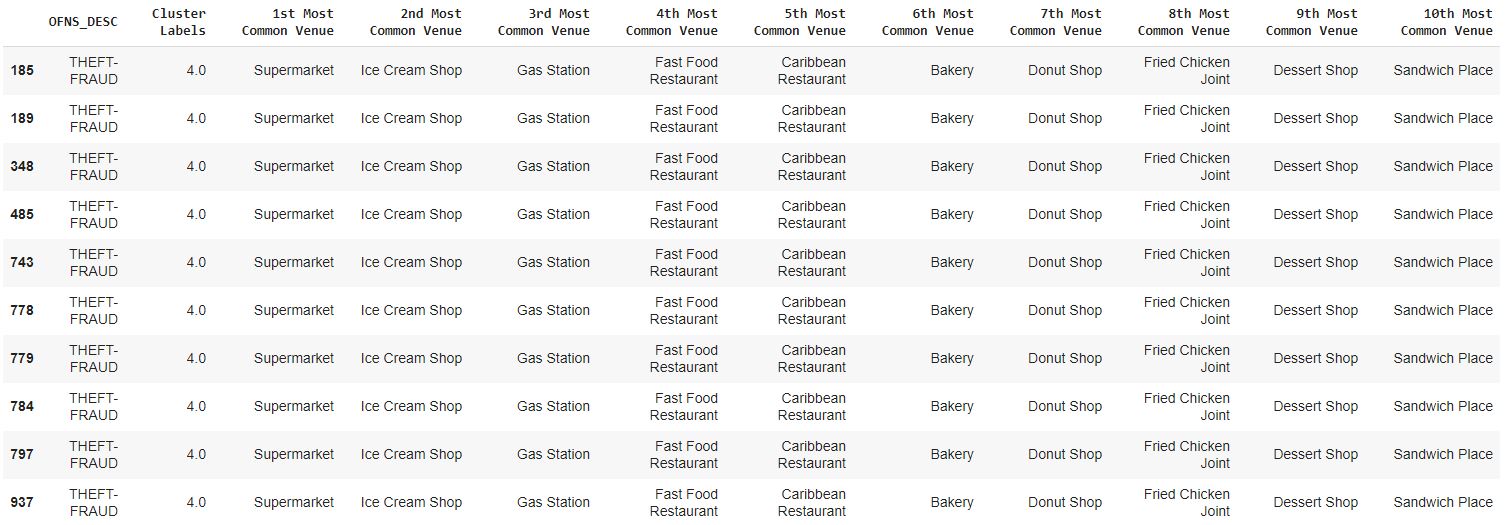 OFNS_DESC Cluster Labels 1st Most Common Venue 2nd Most Common Venue 3rd Most Common Venue 4th Most Common Venue 5th Most Common Venue 6th Most Common Venue 7th Most Common Venue 8th Most Common Venue 9th Most Common Venue 10th Most Common Venue
185 THEFT-FRAUD 4.0 Supermarket Ice Cream Shop Gas Station Fast Food Restaurant Caribbean Restaurant Bakery Donut Shop Fried Chicken Joint Dessert Shop Sandwich Place
189 THEFT-FRAUD 4.0 Supermarket Ice Cream Shop Gas Station Fast Food Restaurant Caribbean Restaurant Bakery Donut Shop Fried Chicken Joint Dessert Shop Sandwich Place
348 THEFT-FRAUD 4.0 Supermarket Ice Cream Shop Gas Station Fast Food Restaurant Caribbean Restaurant Bakery Donut Shop Fried Chicken Joint Dessert Shop Sandwich Place
485 THEFT-FRAUD 4.0 Supermarket Ice Cream Shop Gas Station Fast Food Restaurant Caribbean Restaurant Bakery Donut Shop Fried Chicken Joint Dessert Shop Sandwich Place
743 THEFT-FRAUD 4.0 Supermarket Ice Cream Shop Gas Station Fast Food Restaurant Caribbean Restaurant Bakery Donut Shop Fried Chicken Joint Dessert Shop Sandwich Place
778 THEFT-FRAUD 4.0 Supermarket Ice Cream Shop Gas Station Fast Food Restaurant Caribbean Restaurant Bakery Donut Shop Fried Chicken Joint Dessert Shop Sandwich Place
779 THEFT-FRAUD 4.0 Supermarket Ice Cream Shop Gas Station Fast Food Restaurant Caribbean Restaurant Bakery Donut Shop Fried Chicken Joint Dessert Shop Sandwich Place
784 THEFT-FRAUD 4.0 Supermarket Ice Cream Shop Gas Station Fast Food Restaurant Caribbean Restaurant Bakery Donut Shop Fried Chicken Joint Dessert Shop Sandwich Place
797 THEFT-FRAUD 4.0 Supermarket Ice Cream Shop Gas Station Fast Food Restaurant Caribbean Restaurant Bakery Donut Shop Fried Chicken Joint Dessert Shop Sandwich Place
937 THEFT-FRAUD 4.0 Supermarket Ice Cream Shop Gas Station Fast Food Restaurant Caribbean Restaurant Bakery Donut Shop Fried Chicken Joint Dessert Shop Sandwich Place